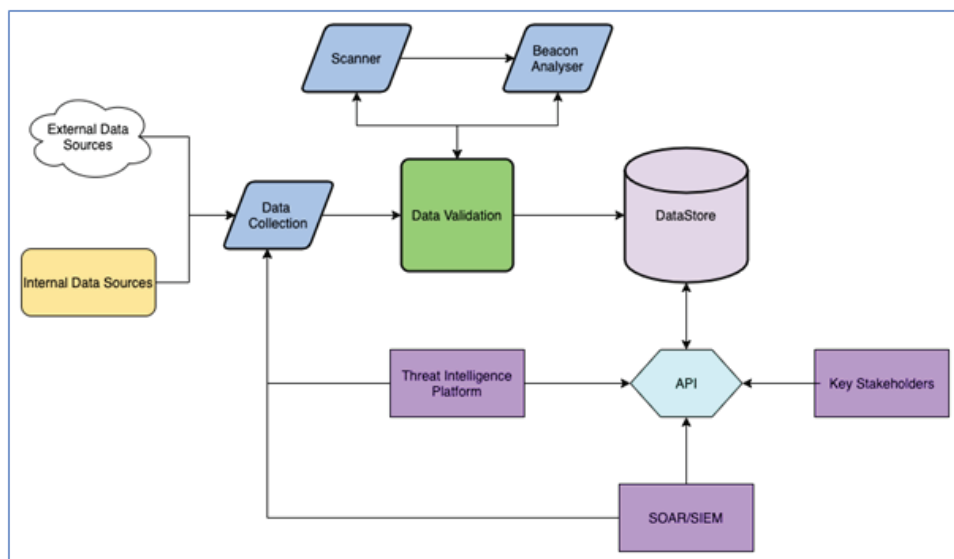 Scanner
Beacon
Analyser
External Data
Sources
Data
Collection
Data Validation
DataStore
Internal Data Sources
Threat Intelligence
Platform
API
Key Stakeholders
SOAR/SIEM